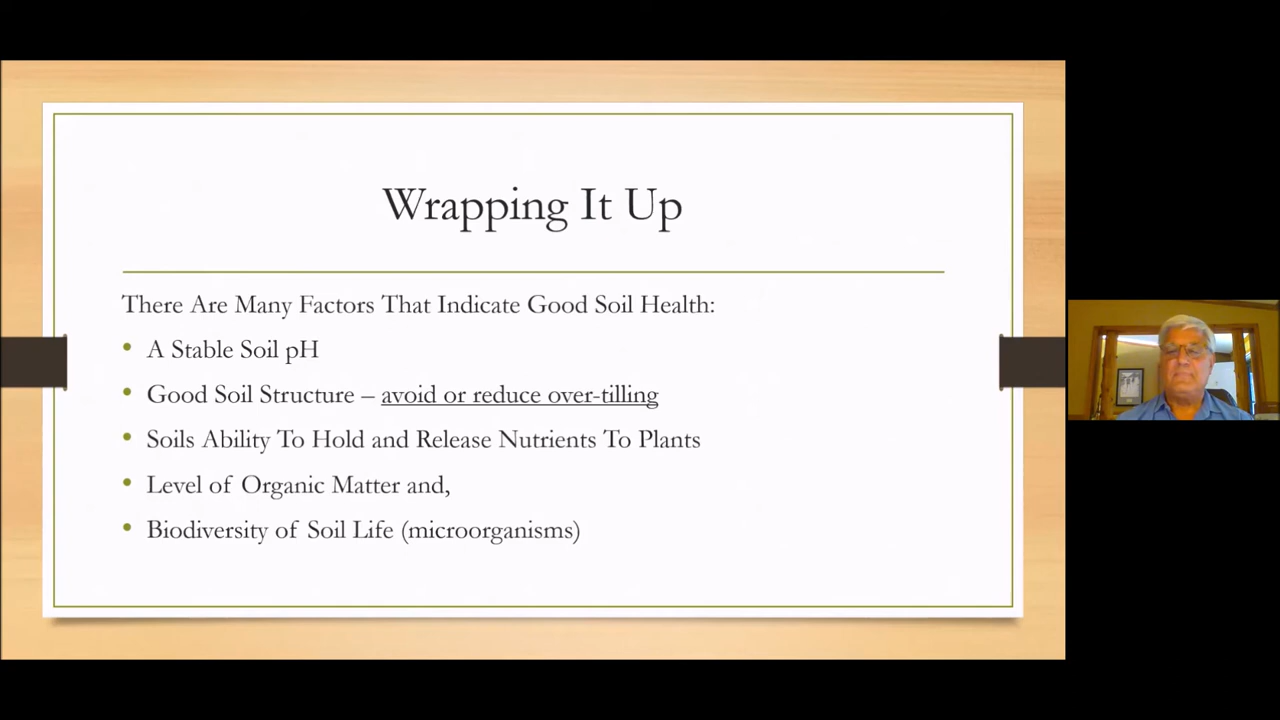 Wrapping It Up
There Are Many Factors That Indicate Good Soil Health:
• A Stable Soil pH
• Good Soil Structure – avoid or reduce over-tilling
• Soils Ability To Hold and Release Nutrients To Plants
• Level of Organic Matter and,
• Biodiversity of Soil Life (microorganisms)